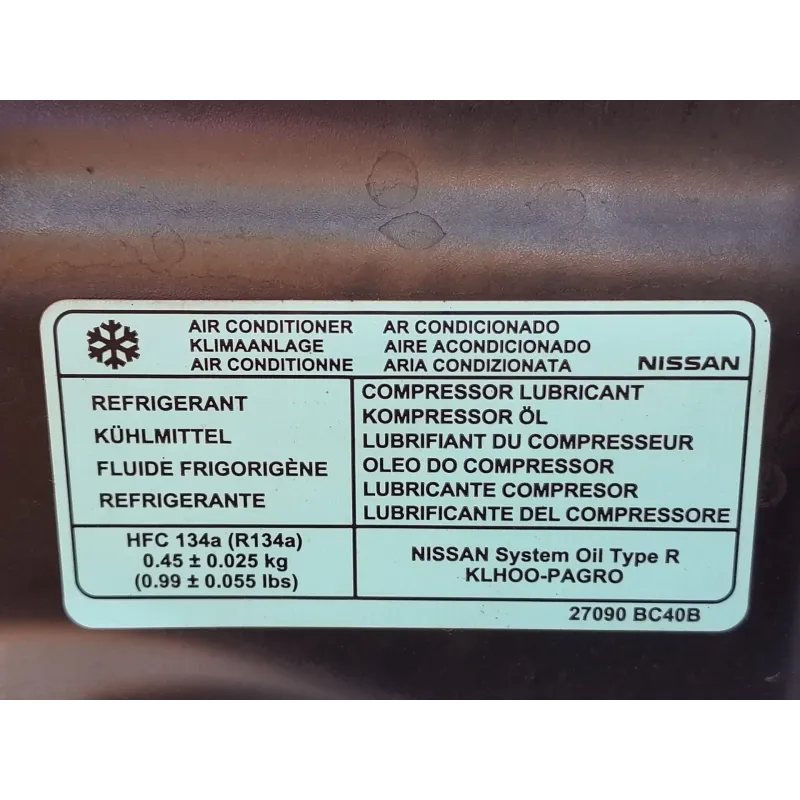 AIR CONDITIONER
KLIMAANLAGE
AIR CONDITIONNE
AR CONDICIONADO
AIRE ACONDICIONADO
ARIA CONDIZIONATA
NISSAN
REFRIGERANT
KÜHLMITTEL
FLUIDE FRIGORIGÈNE
REFRIGERANTE
COMPRESSOR LUBRICANT
KOMPRESSOR ÖL
LUBRIFIANT DU COMPRESSEUR
OLEO DO COMPRESSOR
LUBRICANTE COMPRESOR
LUBRIFICANTE DEL COMPRESSORE
HFC 134a (R134a)
0.45 ± 0.025 kg
(0.99 ± 0.055 lbs)
NISSAN System Oil Type R
KLHOO-PAGRO
27090 BC40B